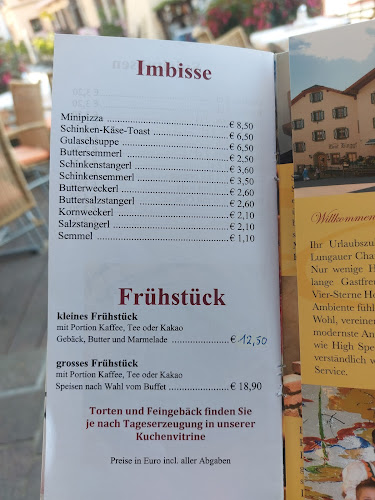 Imbisse
Minipizza € 8,50
Schinken-Käse-Toast € 6,50
Gulaschsuppe € 6,50
Buttersemmerl € 2,50
Schinkenstangerl € 3,60
Schinkensemmerl € 3,50
Butterweckerl € 2,60
Buttersalzstangerl € 2,60
Kornweckerl € 2,10
Salzstangerl € 2,10
Semmel € 1,10
Frühstück
kleines Frühstück
mit Portion Kaffee, Tee oder Kakao
Gebäck, Butter und Marmelade € 12,50
grosses Frühstück
mit Portion Kaffee, Tee oder Kakao
Speisen nach Wahl vom Buffet € 18,90
Torten und Feingebäck finden Sie
je nach Tageserzeugung in unserer
Kuchenvitrine
Preise in Euro incl. aller Abgaben
Willkommen
Ihr Urlaubszu
Lungauer Cha
Nur wenige H
lange Gastfre
Vier-Sterne Ho
Ambiente fühl
Wohl, vereine
modernste An
wie High Spe
verständlich w
Service.